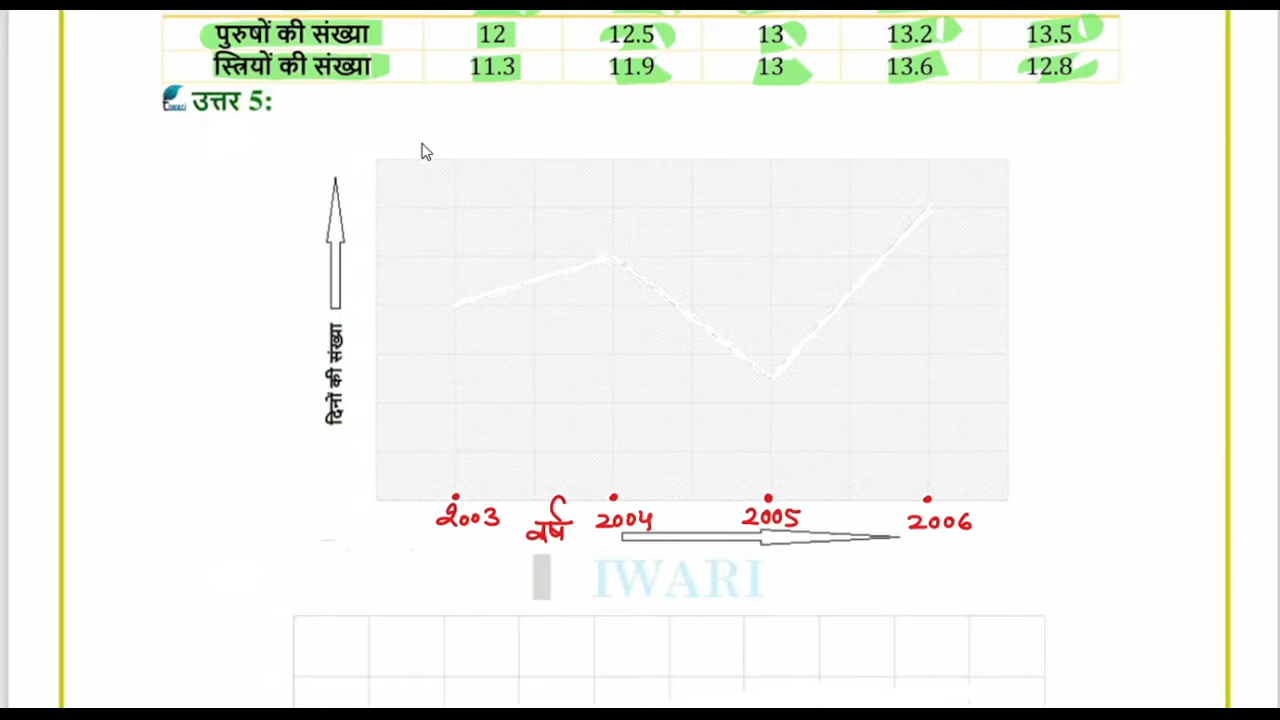 पुरुषों की संख्या 12 12.5 13 13.2 13.5
स्त्रियों की संख्या 11.3 11.9 13 13.6 12.8
उत्तर 5:
दिनों की संख्या
2003 वर्ष 2004 2005 2006
IWARI